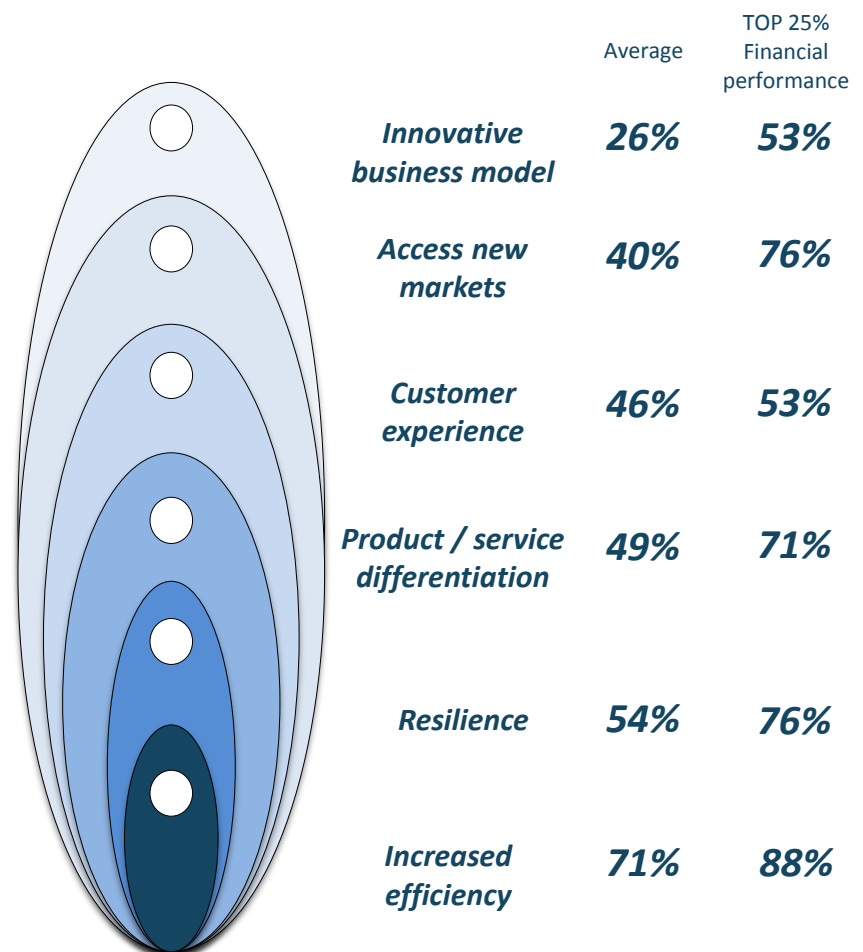 Average
TOP 25%
Financial
performance
Innovative
business model
26%
53%
Access new
markets
40%
76%
Customer
experience
46%
53%
Product / service
differentiation
49%
71%
Resilience
54%
76%
Increased
efficiency
71%
88%